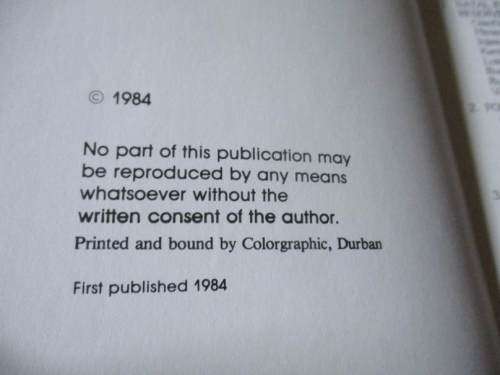 © 1984
No part of this publication may
be reproduced by any means
whatsoever without the
written consent of the author.
Printed and bound by Colorgraphic, Durban
First published 1984